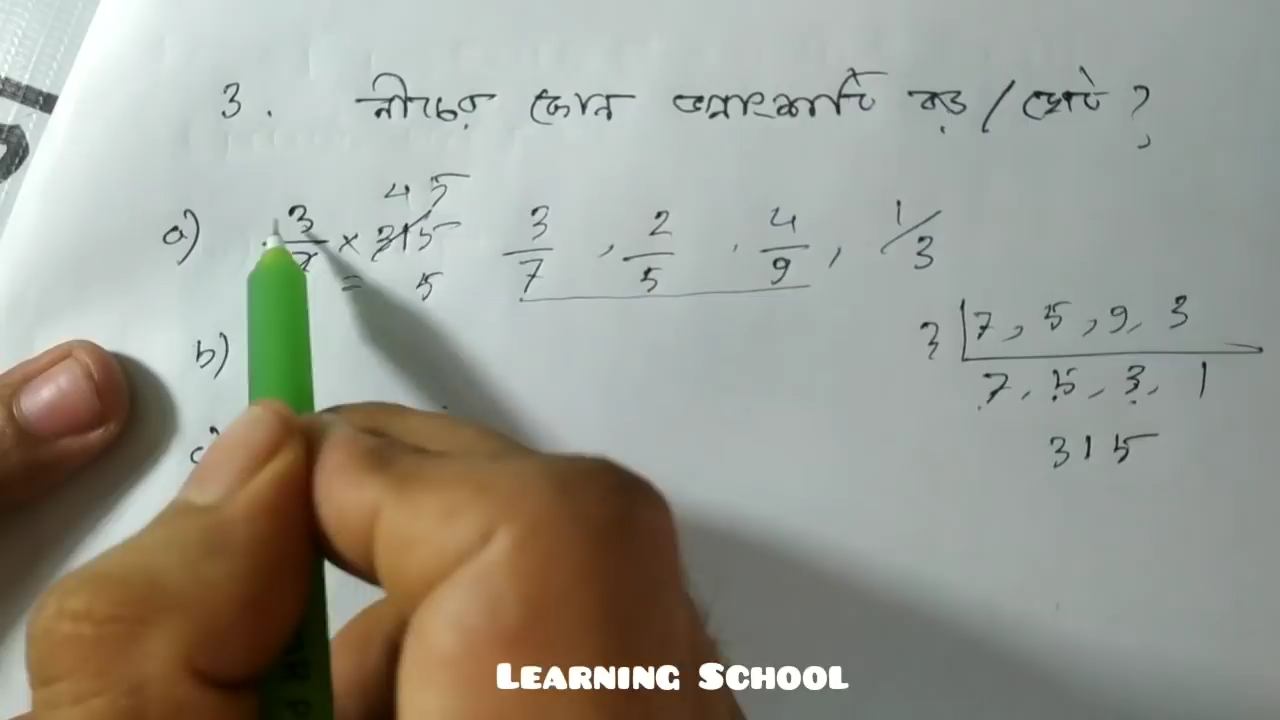 3. নীচের কোন ভগ্নাংশটি বড় / ছোট ?
45
a) 3/7 × 315 3/7 , 2/5 , 4/9 , 1/3
= 5
3 | 7 , 5 , 9 , 3
b)
7 , 5 , 3 , 1
c)
315
LEARNING SCHOOL